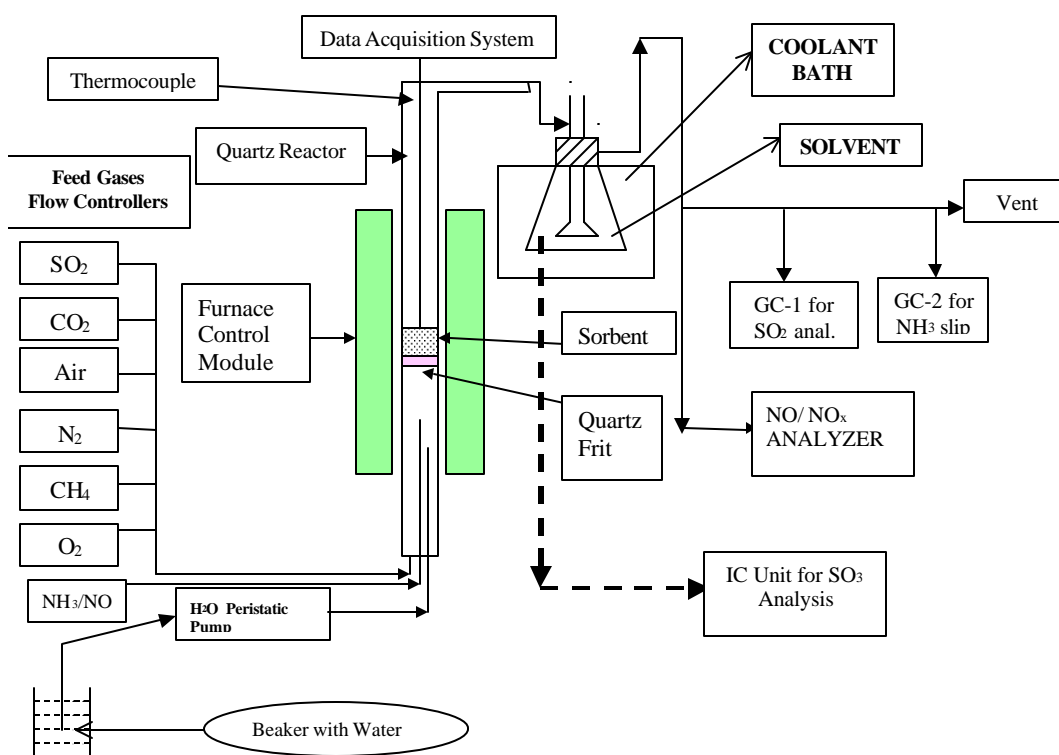 Data Acquisition System
COOLANT
BATH
Thermocouple
SOLVENT
Quartz Reactor
Feed Gases
Flow Controllers
Vent
SO2
CO2
Air
N2
CH4
O2
Furnace
Control
Module
Sorbent
GC-1 for
SO2 anal.
GC-2 for
NH3 slip
Quartz
Frit
NO/ NOx
ANALYZER
NH3/NO
H2O Peristatic
Pump
IC Unit for SO3
Analysis
Beaker with Water